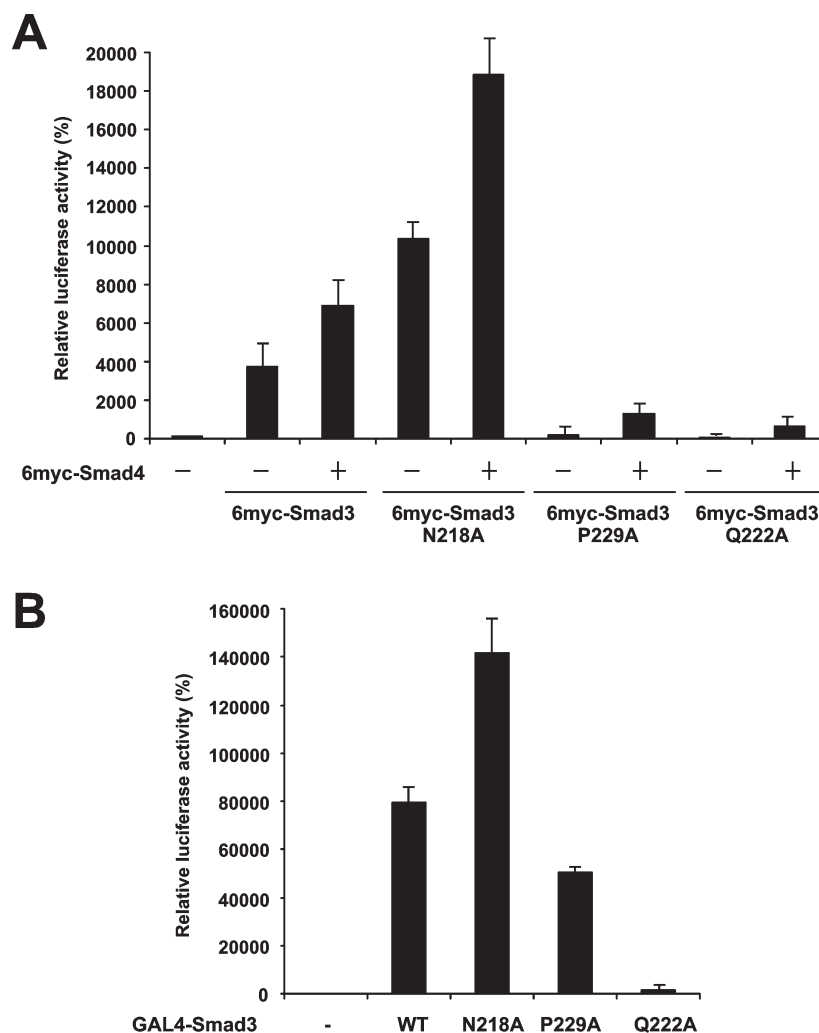 A
Relative luciferase activity (%)
20000
18000
16000
14000
12000
10000
8000
6000
4000
2000
0
6myc-Smad4 – – + – + – + – +
6myc-Smad3 6myc-Smad3 6myc-Smad3 6myc-Smad3
N218A P229A Q222A
B
Relative luciferase activity (%)
160000
140000
120000
100000
80000
60000
40000
20000
0
GAL4-Smad3 - WT N218A P229A Q222A